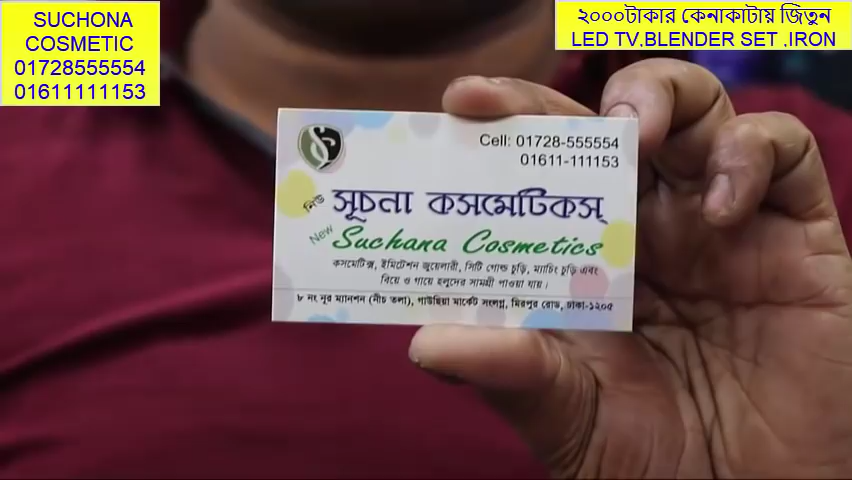 SUCHONA
COSMETIC
01728555554
01611111153
২০০০টাকার কেনাকাটায় জিতুন
LED TV,BLENDER SET ,IRON
Cell: 01728-555554
01611-111153
নিউ
সূচনা কসমেটিকস্
New
Suchana Cosmetics
কসমেটিক্স, ইমিটেশন জুয়েলারী, সিটি গোল্ড চুড়ি, ম্যাচিং চুড়ি এবং
বিয়ে ও গায়ে হলুদের সামগ্রী পাওয়া যায়।
৮ নং নূর ম্যানশন (নীচ তলা), গাউছিয়া মার্কেট সংলগ্ন, মিরপুর রোড, ঢাকা-১২০৫